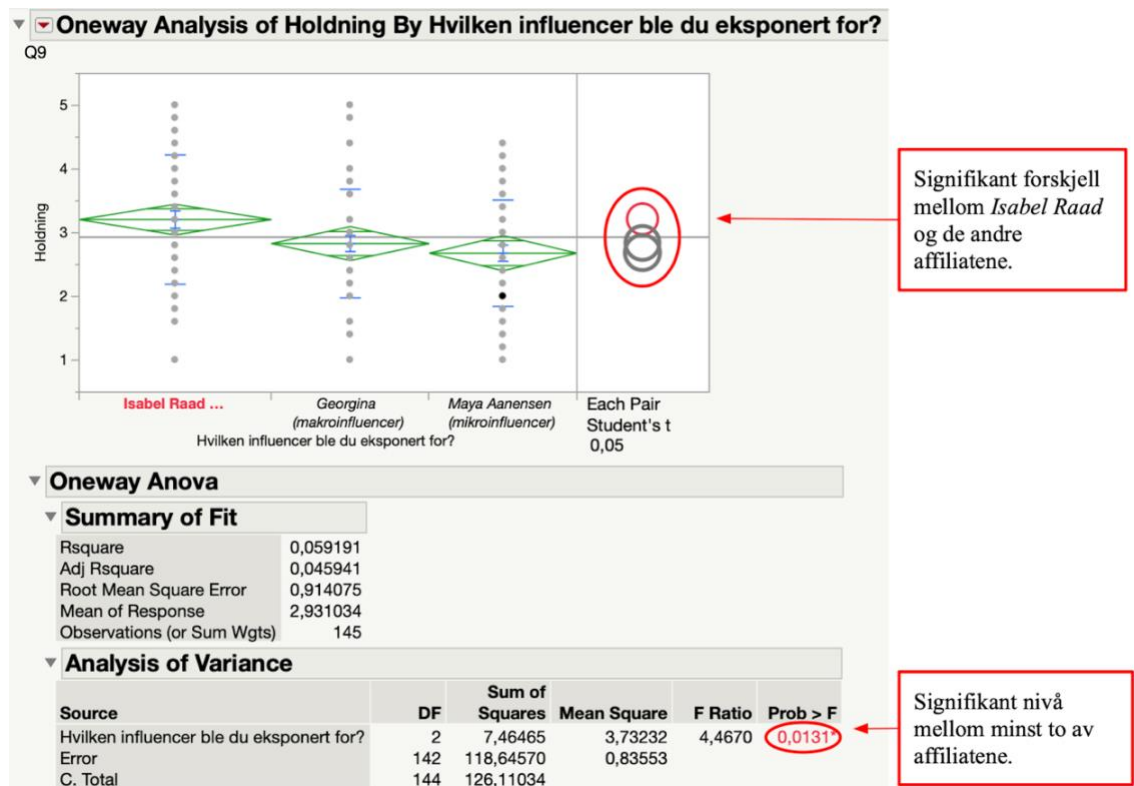 Oneway Analysis of Holdning By Hvilken influencer ble du eksponert for?
Q9
5
4
3
2
1
Holdning
Isabel Raad ...
Georgina
(makroinfluencer)
Maya Aanensen
(mikroinfluencer)
Hvilken influencer ble du eksponert for?
Each Pair
Student's t
0,05
Signifikant forskjell
mellom Isabel Raad
og de andre
affiliatene.
Oneway Anova
Summary of Fit
Rsquare 0,059191
Adj Rsquare 0,045941
Root Mean Square Error 0,914075
Mean of Response 2,931034
Observations (or Sum Wgts) 145
Analysis of Variance
Source DF Sum of Squares Mean Square F Ratio Prob > F
Hvilken influencer ble du eksponert for? 2 7,46465 3,73232 4,4670 0,0131*
Error 142 118,64570 0,83553
C. Total 144 126,11034
Signifikant nivå
mellom minst to av
affiliatene.